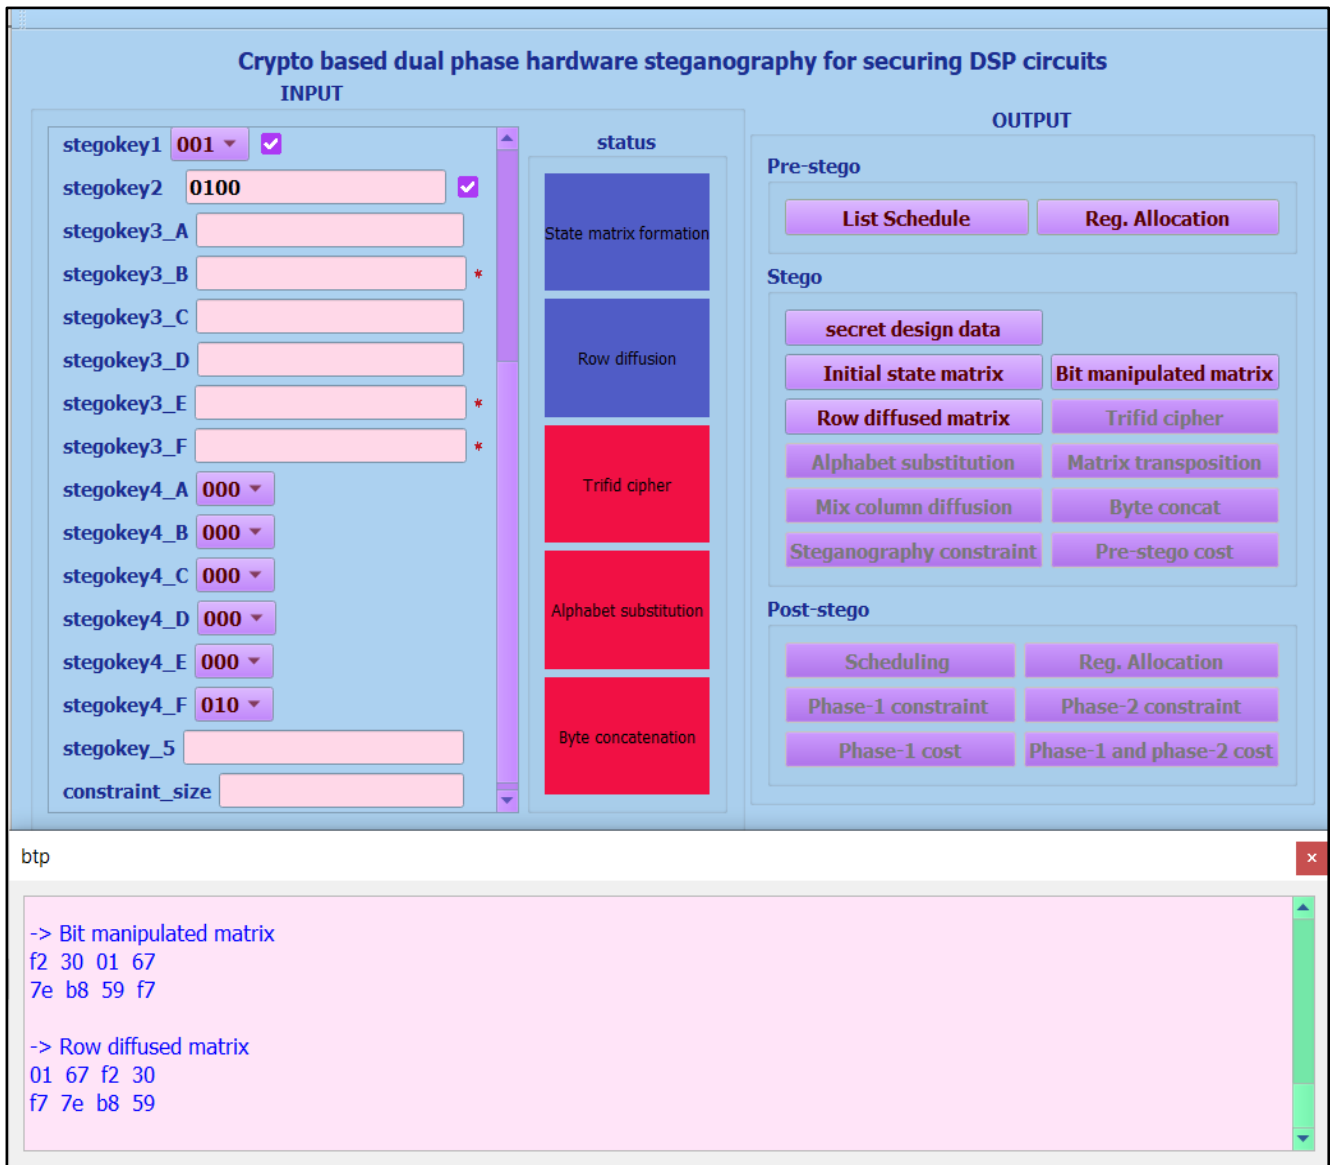 Crypto based dual phase hardware steganography for securing DSP circuits
INPUT
stegokey1 001
stegokey2 0100
stegokey3_A
stegokey3_B *
stegokey3_C
stegokey3_D
stegokey3_E *
stegokey3_F *
stegokey4_A 000
stegokey4_B 000
stegokey4_C 000
stegokey4_D 000
stegokey4_E 000
stegokey4_F 010
stegokey_5
constraint_size
status
State matrix formation
Row diffusion
Trifid cipher
Alphabet substitution
Byte concatenation
OUTPUT
Pre-stego
List Schedule Reg. Allocation
Stego
secret design data
Initial state matrix Bit manipulated matrix
Row diffused matrix Trifid cipher
Alphabet substitution Matrix transposition
Mix column diffusion Byte concat
Steganography constraint Pre-stego cost
Post-stego
Scheduling Reg. Allocation
Phase-1 constraint Phase-2 constraint
Phase-1 cost Phase-1 and phase-2 cost
btp
x
-> Bit manipulated matrix
f2 30 01 67
7e b8 59 f7
-> Row diffused matrix
01 67 f2 30
f7 7e b8 59